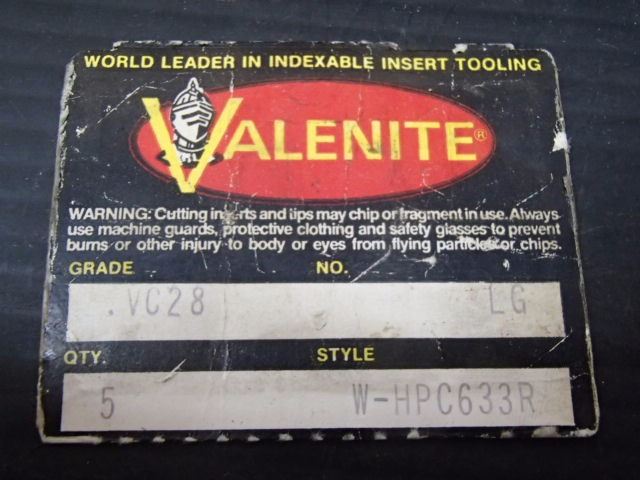 WORLD LEADER IN INDEXABLE INSERT TOOLING
VALENITE®
WARNING: Cutting inserts and tips may chip or fragment in use. Always
use machine guards, protective clothing and safety glasses to prevent
burns or other injury to body or eyes from flying particles or chips.
GRADE NO.
.VC28 LG
QTY. STYLE
5 W-HPC633R